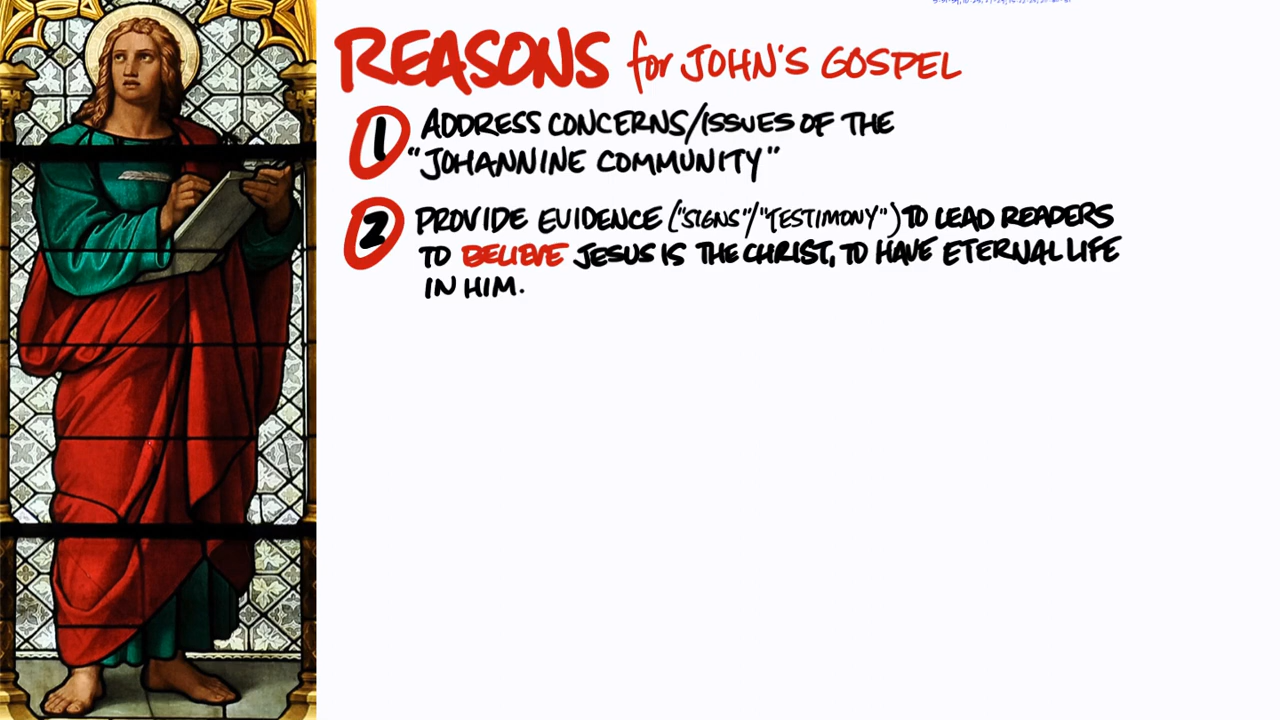 REASONS for JOHN'S GOSPEL
1 ADDRESS CONCERNS/ISSUES OF THE
"JOHANNINE COMMUNITY"
2 PROVIDE EVIDENCE ("SIGNS"/"TESTIMONY") TO LEAD READERS
TO BELIEVE JESUS IS THE CHRIST, TO HAVE ETERNAL LIFE
IN HIM.